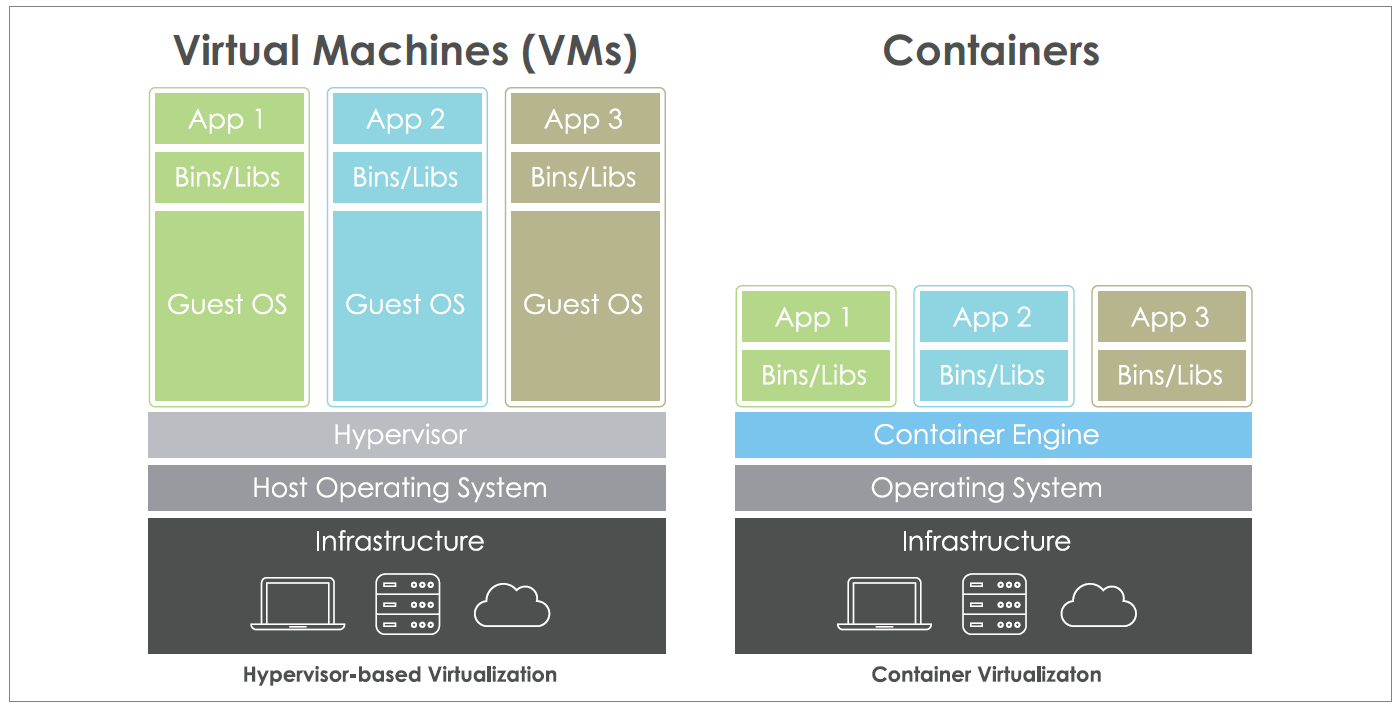 Virtual Machines (VMs)
App 1
App 2
App 3
Bins/Libs
Bins/Libs
Bins/Libs
Guest OS
Guest OS
Guest OS
Hypervisor
Host Operating System
Infrastructure
Hypervisor-based Virtualization
Containers
App 1
App 2
App 3
Bins/Libs
Bins/Libs
Bins/Libs
Container Engine
Operating System
Infrastructure
Container Virtualizaton